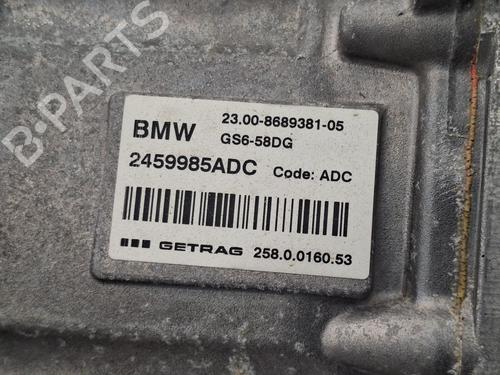 B-PARTS
BMW
23.00-8689381-05
GS6-58DG
2459985ADC Code: ADC
GETRAG 258.0.0160.53